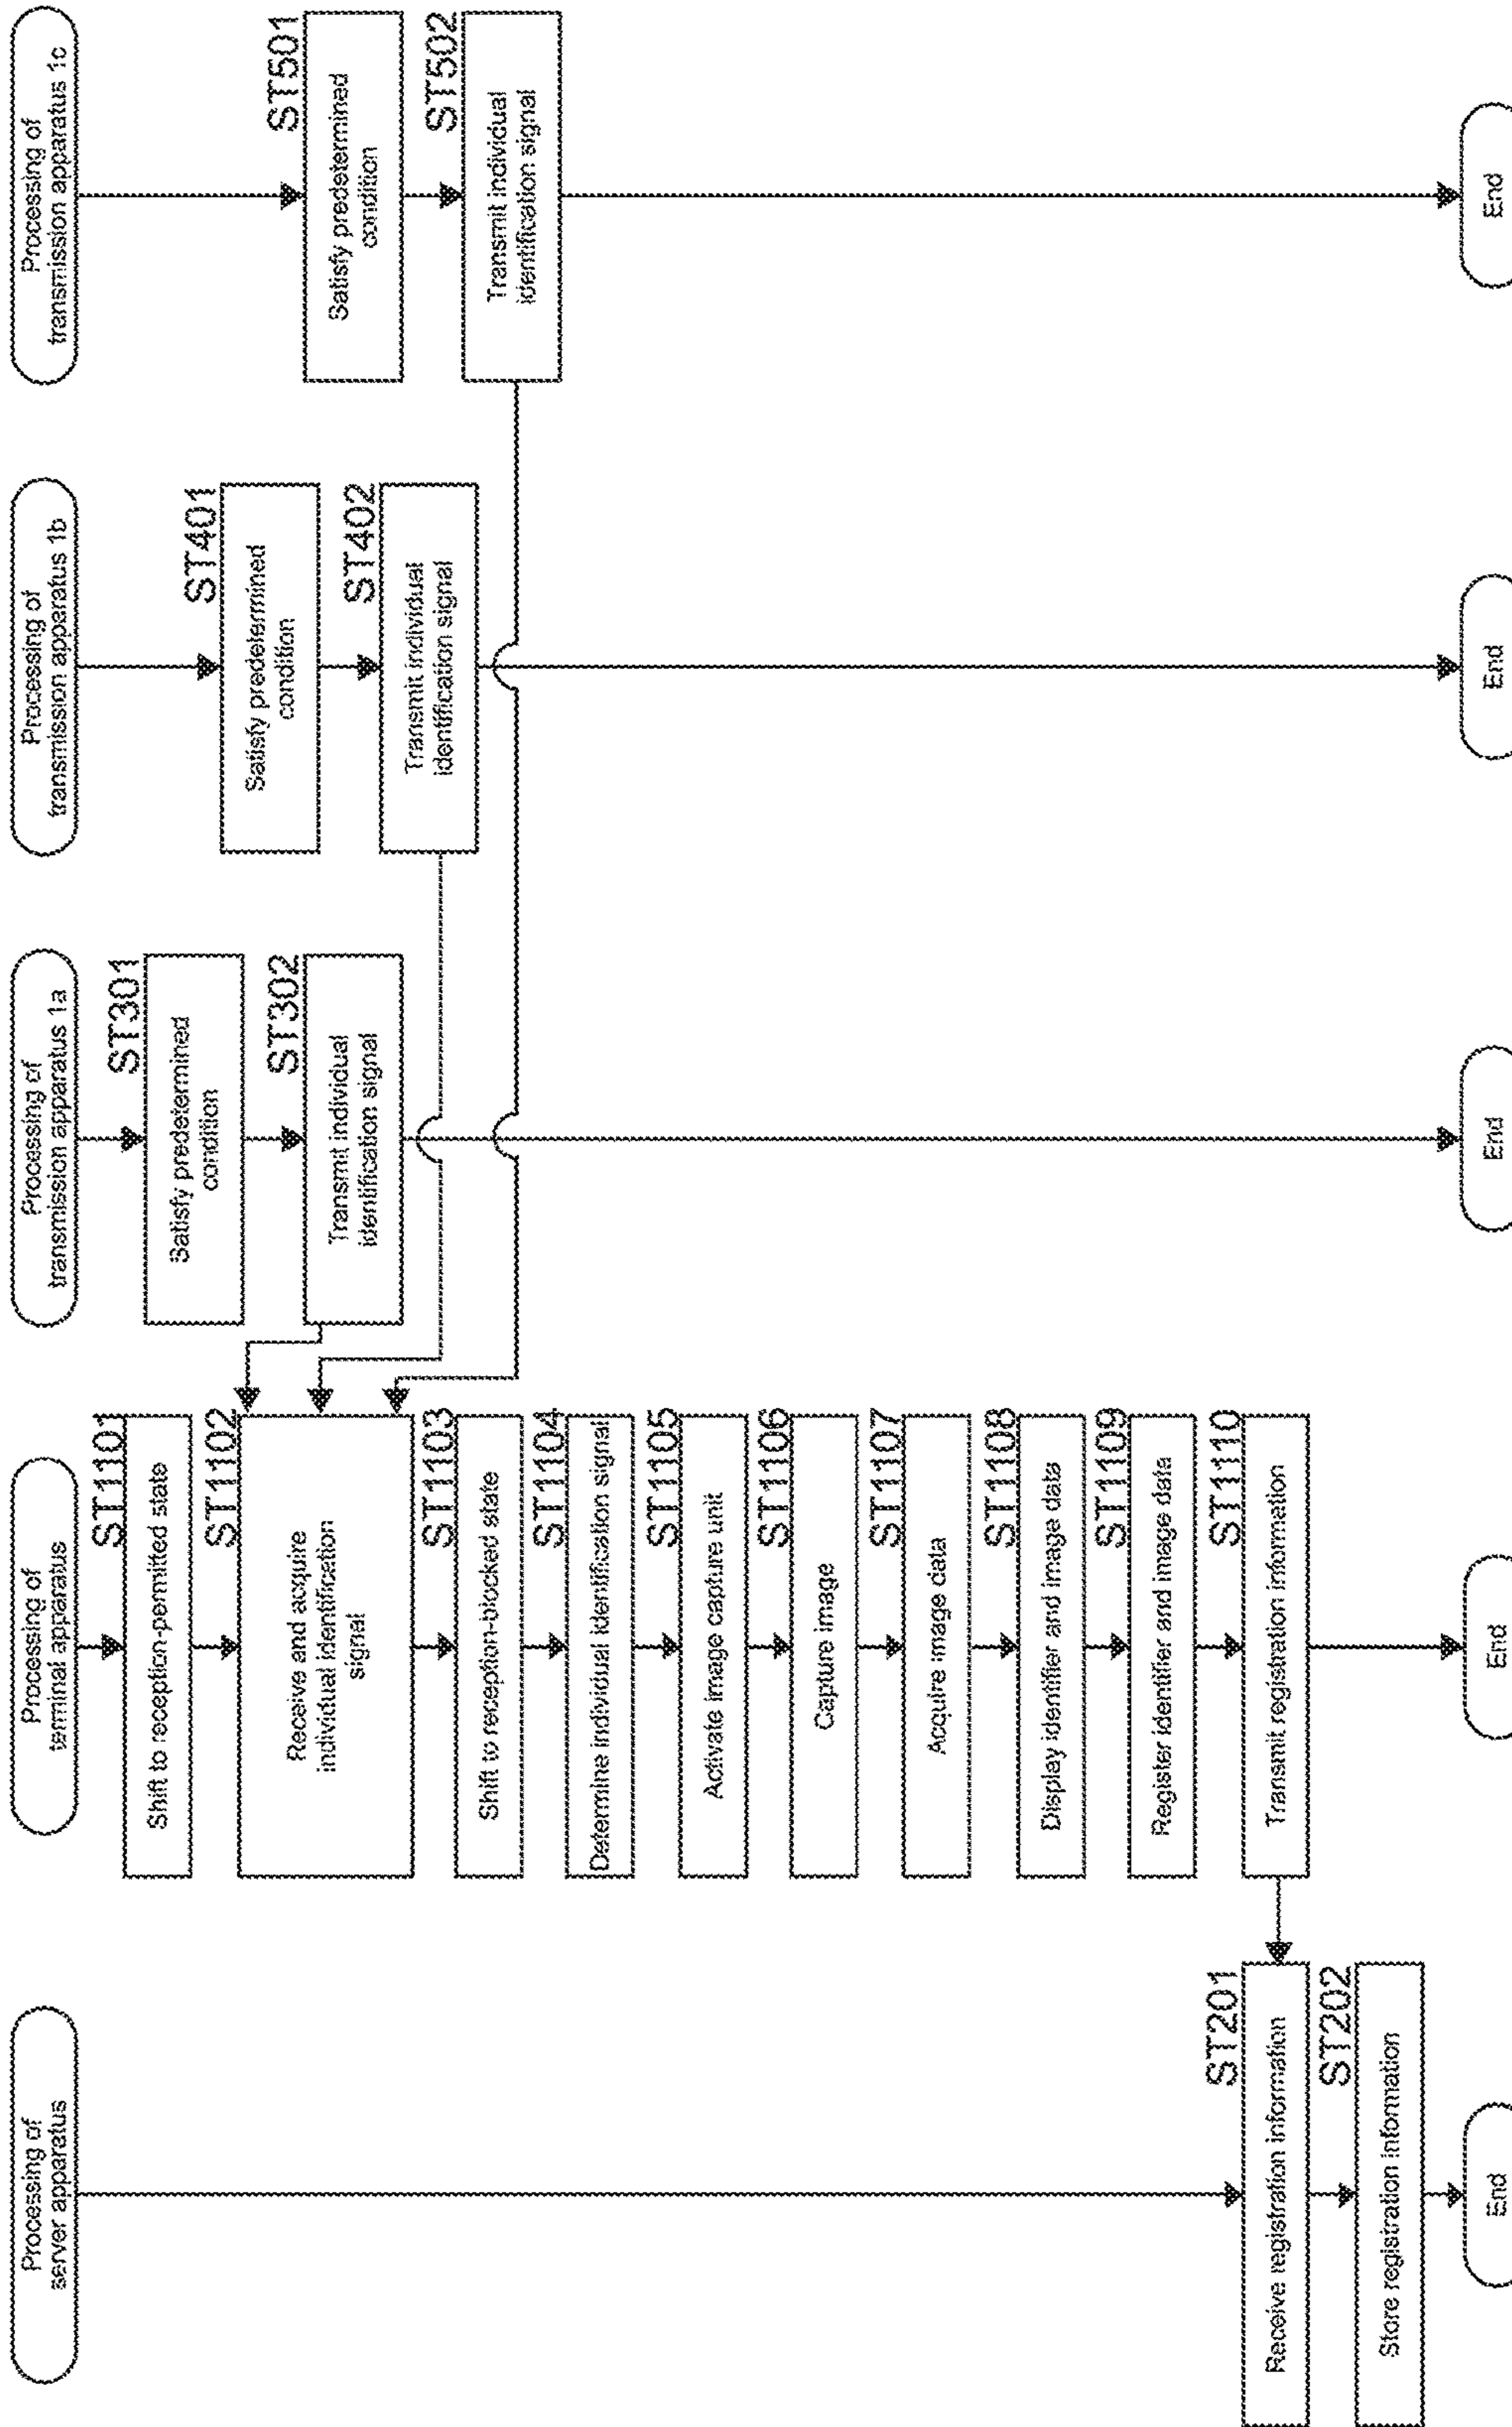 Processing of
server apparatus
ST201
Receive registration information
ST202
Store registration information
End
Processing of
terminal apparatus
ST1101
Shift to reception-permitted state
ST1102
Receive and acquire
individual identification
signal
ST1103
Shift to reception-blocked state
ST1104
Determine individual identification signal
ST1105
Activate image capture unit
ST1106
Capture image
ST1107
Acquire image data
ST1108
Display identifier and image data
ST1109
Register identifier and image data
ST1110
Transmit registration information
End
Processing of
transmission apparatus 1a
ST301
Satisfy predetermined
condition
ST302
Transmit individual
identification signal
End
Processing of
transmission apparatus 1b
ST401
Satisfy predetermined
condition
ST402
Transmit individual
identification signal
End
Processing of
transmission apparatus 1c
ST501
Satisfy predetermined
condition
ST502
Transmit individual
identification signal
End